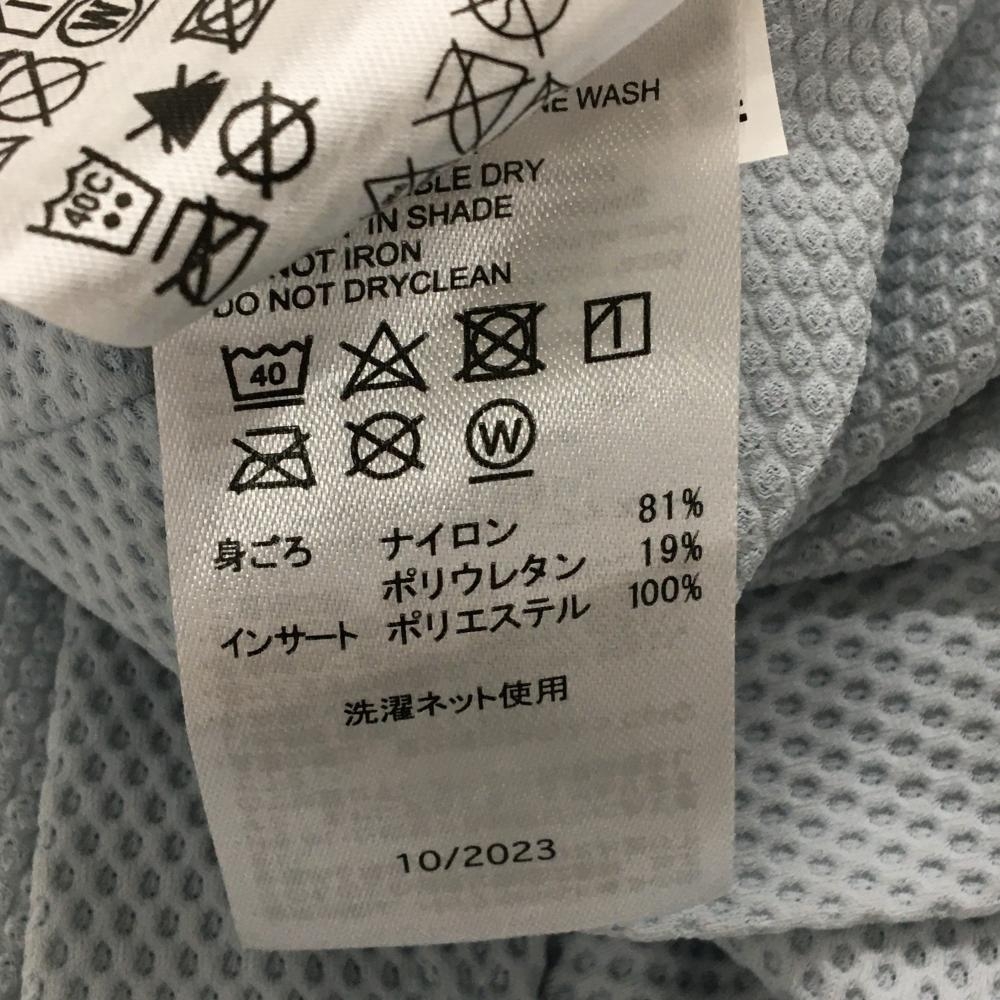 40C
WASH
DRY
IN SHADE
NOT IRON
DO NOT DRYCLEAN
40
W
身ごろ ナイロン 81%
ポリウレタン 19%
インサート ポリエステル 100%
洗濯ネット使用
10/2023